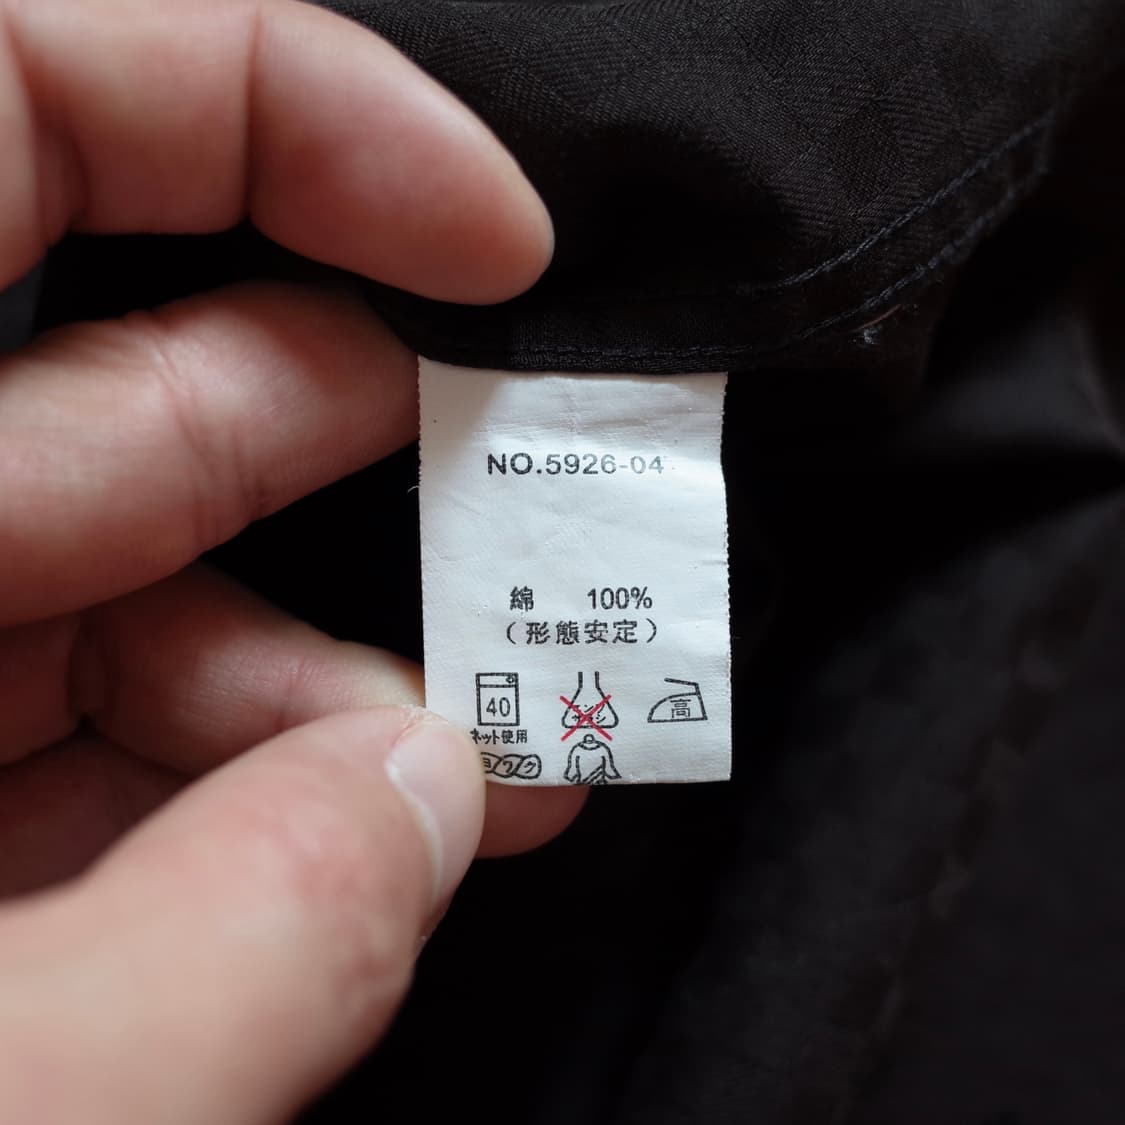 NO.5926-04
綿 100%
(形態安定)
40 高
ネット使用